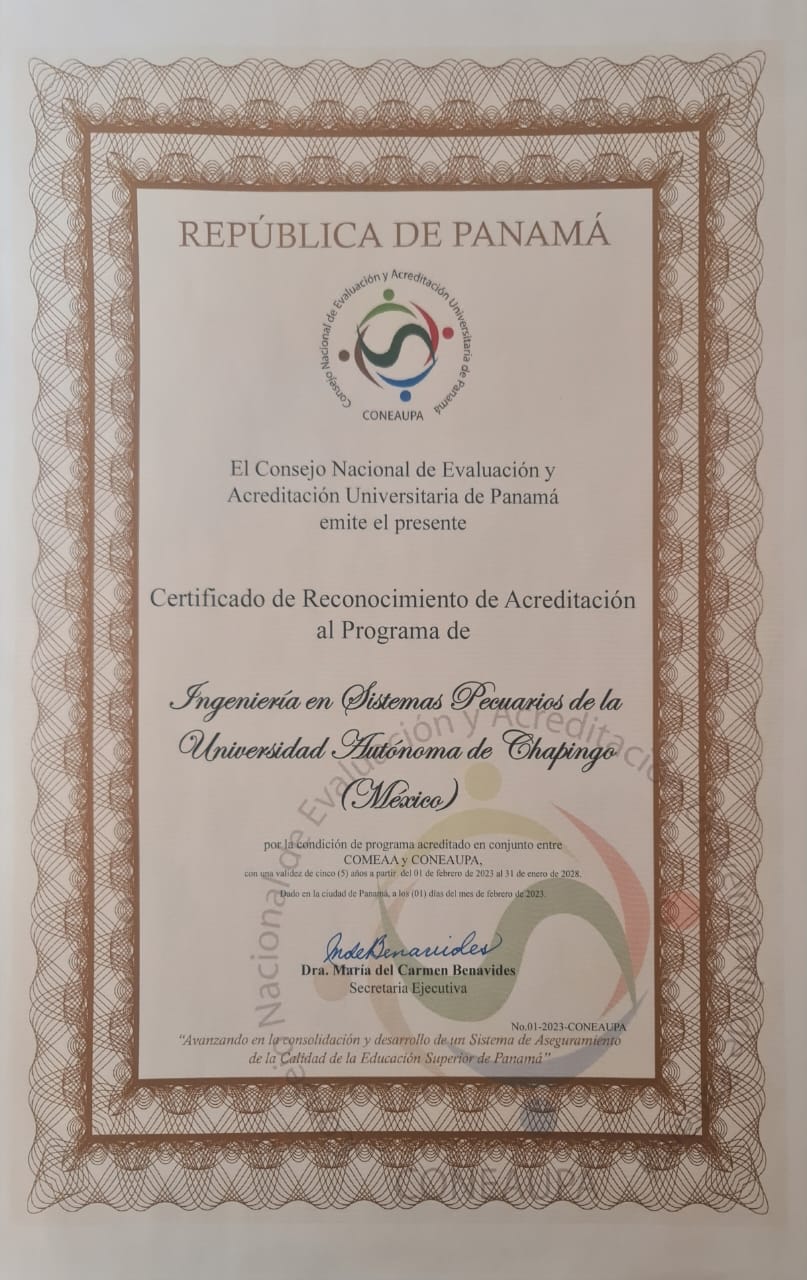 REPÚBLICA DE PANAMÁ
Consejo Nacional de Evaluación y Acreditación Universitaria de Panamá
CONEAUPA
El Consejo Nacional de Evaluación y
Acreditación Universitaria de Panamá
emite el presente
Certificado de Reconocimiento de Acreditación
al Programa de
Ingeniería en Sistemas Pecuarios de la
Universidad Autónoma de Chapingo
(México)
por la condición de programa acreditado en conjunto entre
COMEAA y CONEAUPA,
con una validez de cinco (5) años a partir del 01 de febrero de 2023 al 31 de enero de 2028.
Dado en la ciudad de Panamá, a los (01) días del mes de febrero de 2023.
Dra. María del Carmen Benavides
Secretaria Ejecutiva
No.01-2023-CONEAUPA
“Avanzando en la consolidación y desarrollo de un Sistema de Aseguramiento
de la Calidad de la Educación Superior de Panamá”
CONEAUPA